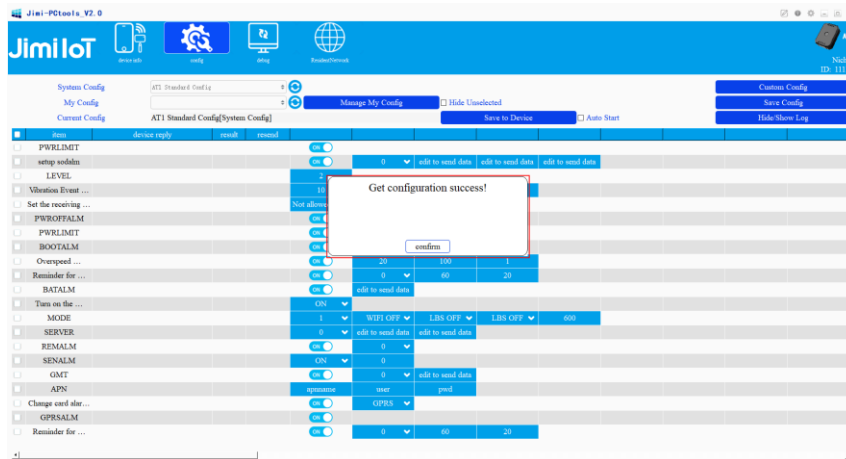 Jimi-PCtools_V2.0
Jimi IoT
device info
config
debug
ResidentNetwork
Nick
ID: 111
System Config
AT1 Standard Config
Custom Config
My Config
Manage My Config
Hide Unselected
Save Config
Current Config
AT1 Standard Config[System Config]
Save to Device
Auto Start
Hide/Show Log
item device reply result resend
PWRLIMIT ON
setup sodalm ON 0 edit to send data edit to send data edit to send data
LEVEL 2
Vibration Event ... 10
Set the receiving ... Not allowe
PWROFFALM ON
PWRLIMIT ON
BOOTALM ON
Overspeed ... ON 20 100 1
Reminder for ... ON 0 60 20
BATALM ON edit to send data
Turn on the ... ON
MODE 1 WIFI OFF LBS OFF LBS OFF 600
SERVER 0 edit to send data edit to send data
REMALM ON 0
SENALM ON 0
GMT ON 0 edit to send data
APN apnname user pwd
Change card alar... ON GPRS
GPRSALM ON
Reminder for ... ON 0 60 20
Get configuration success!
confirm